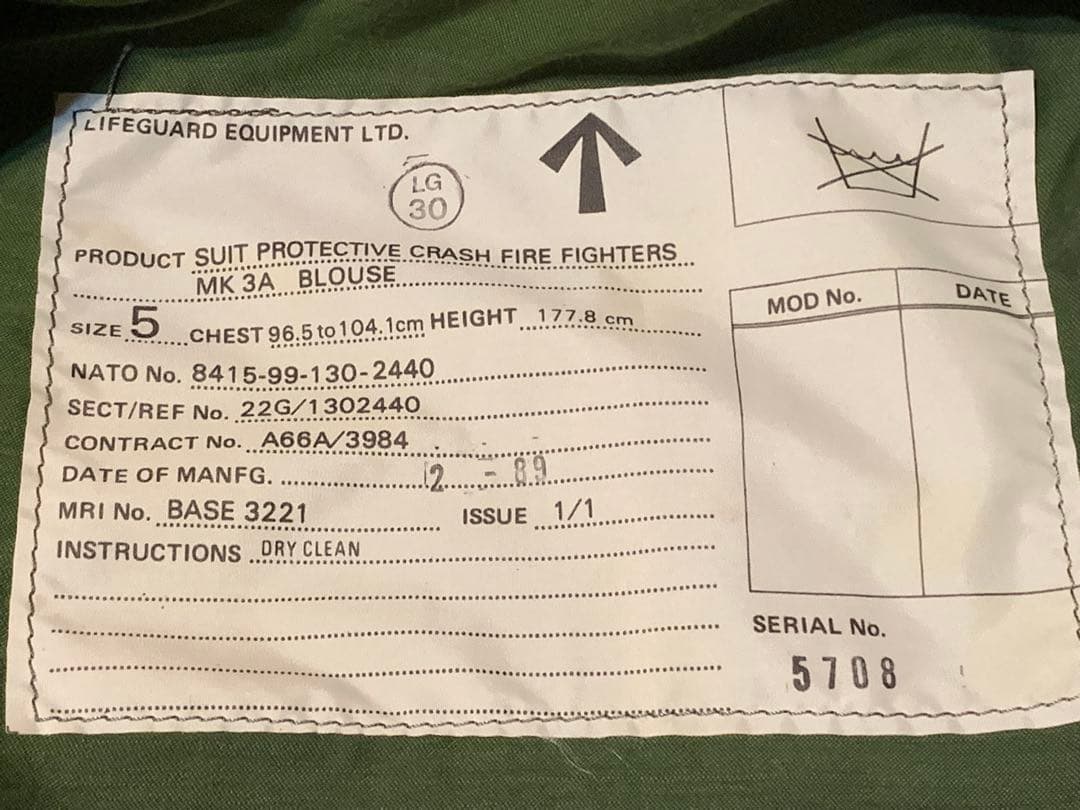 LIFEGUARD EQUIPMENT LTD.
LG
30
PRODUCT SUIT PROTECTIVE CRASH FIRE FIGHTERS
MK 3A BLOUSE
SIZE 5 CHEST 96.5 to 104.1cm HEIGHT 177.8 cm
NATO No. 8415-99-130-2440
SECT/REF No. 22G/1302440
CONTRACT No. A66A/3984
DATE OF MANFG. 12 - 89
MRI No. BASE 3221 ISSUE 1/1
INSTRUCTIONS DRY CLEAN
MOD No. DATE
SERIAL No.
5708